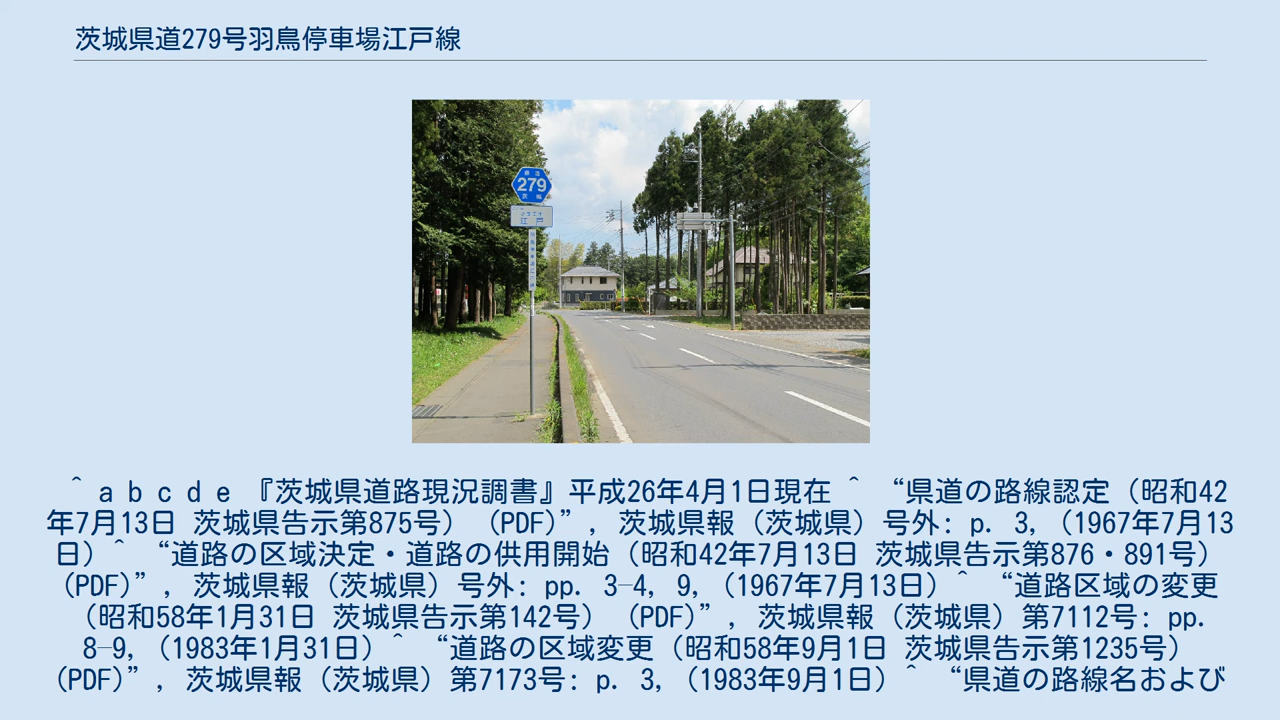 茨城県道279号羽鳥停車場江戸線
県道
279
茨城
江戸
^ a b c d e 『茨城県道路現況調書』平成26年4月1日現在 ^ “県道の路線認定（昭和42
年7月13日 茨城県告示第875号）（PDF）”, 茨城県報（茨城県）号外: p. 3, （1967年7月13
日）^ “道路の区域決定・道路の供用開始（昭和42年7月13日 茨城県告示第876・891号）
（PDF）”, 茨城県報（茨城県）号外: pp. 3–4, 9, （1967年7月13日）^ “道路区域の変更
（昭和58年1月31日 茨城県告示第142号）（PDF）”, 茨城県報（茨城県）第7112号: pp.
8–9, （1983年1月31日）^ “道路の区域変更（昭和58年9月1日 茨城県告示第1235号）
（PDF）”, 茨城県報（茨城県）第7173号: p. 3, （1983年9月1日）^ “県道の路線名および